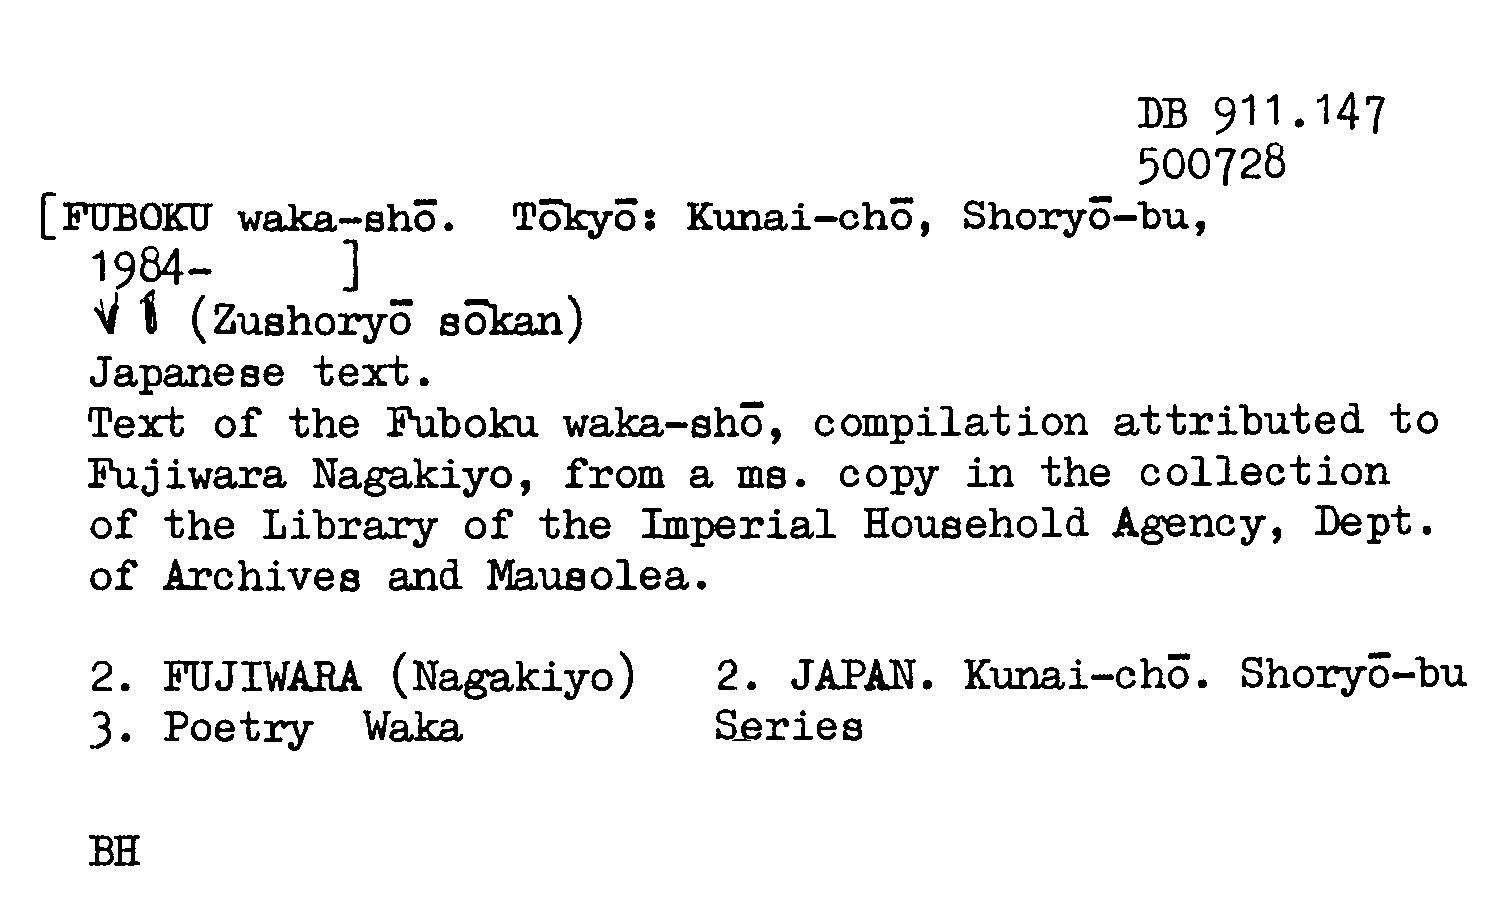 DB 911.147
500728
[FUBOKU waka-shō. Tōkyō: Kunai-chō, Shoryō-bu,
1984- ]
V 1 (Zushoryō sōkan)
Japanese text.
Text of the Fuboku waka-shō, compilation attributed to
Fujiwara Nagakiyo, from a ms. copy in the collection
of the Library of the Imperial Household Agency, Dept.
of Archives and Mausolea.
2. FUJIWARA (Nagakiyo) 2. JAPAN. Kunai-chō. Shoryō-bu
3. Poetry Waka Series
BH